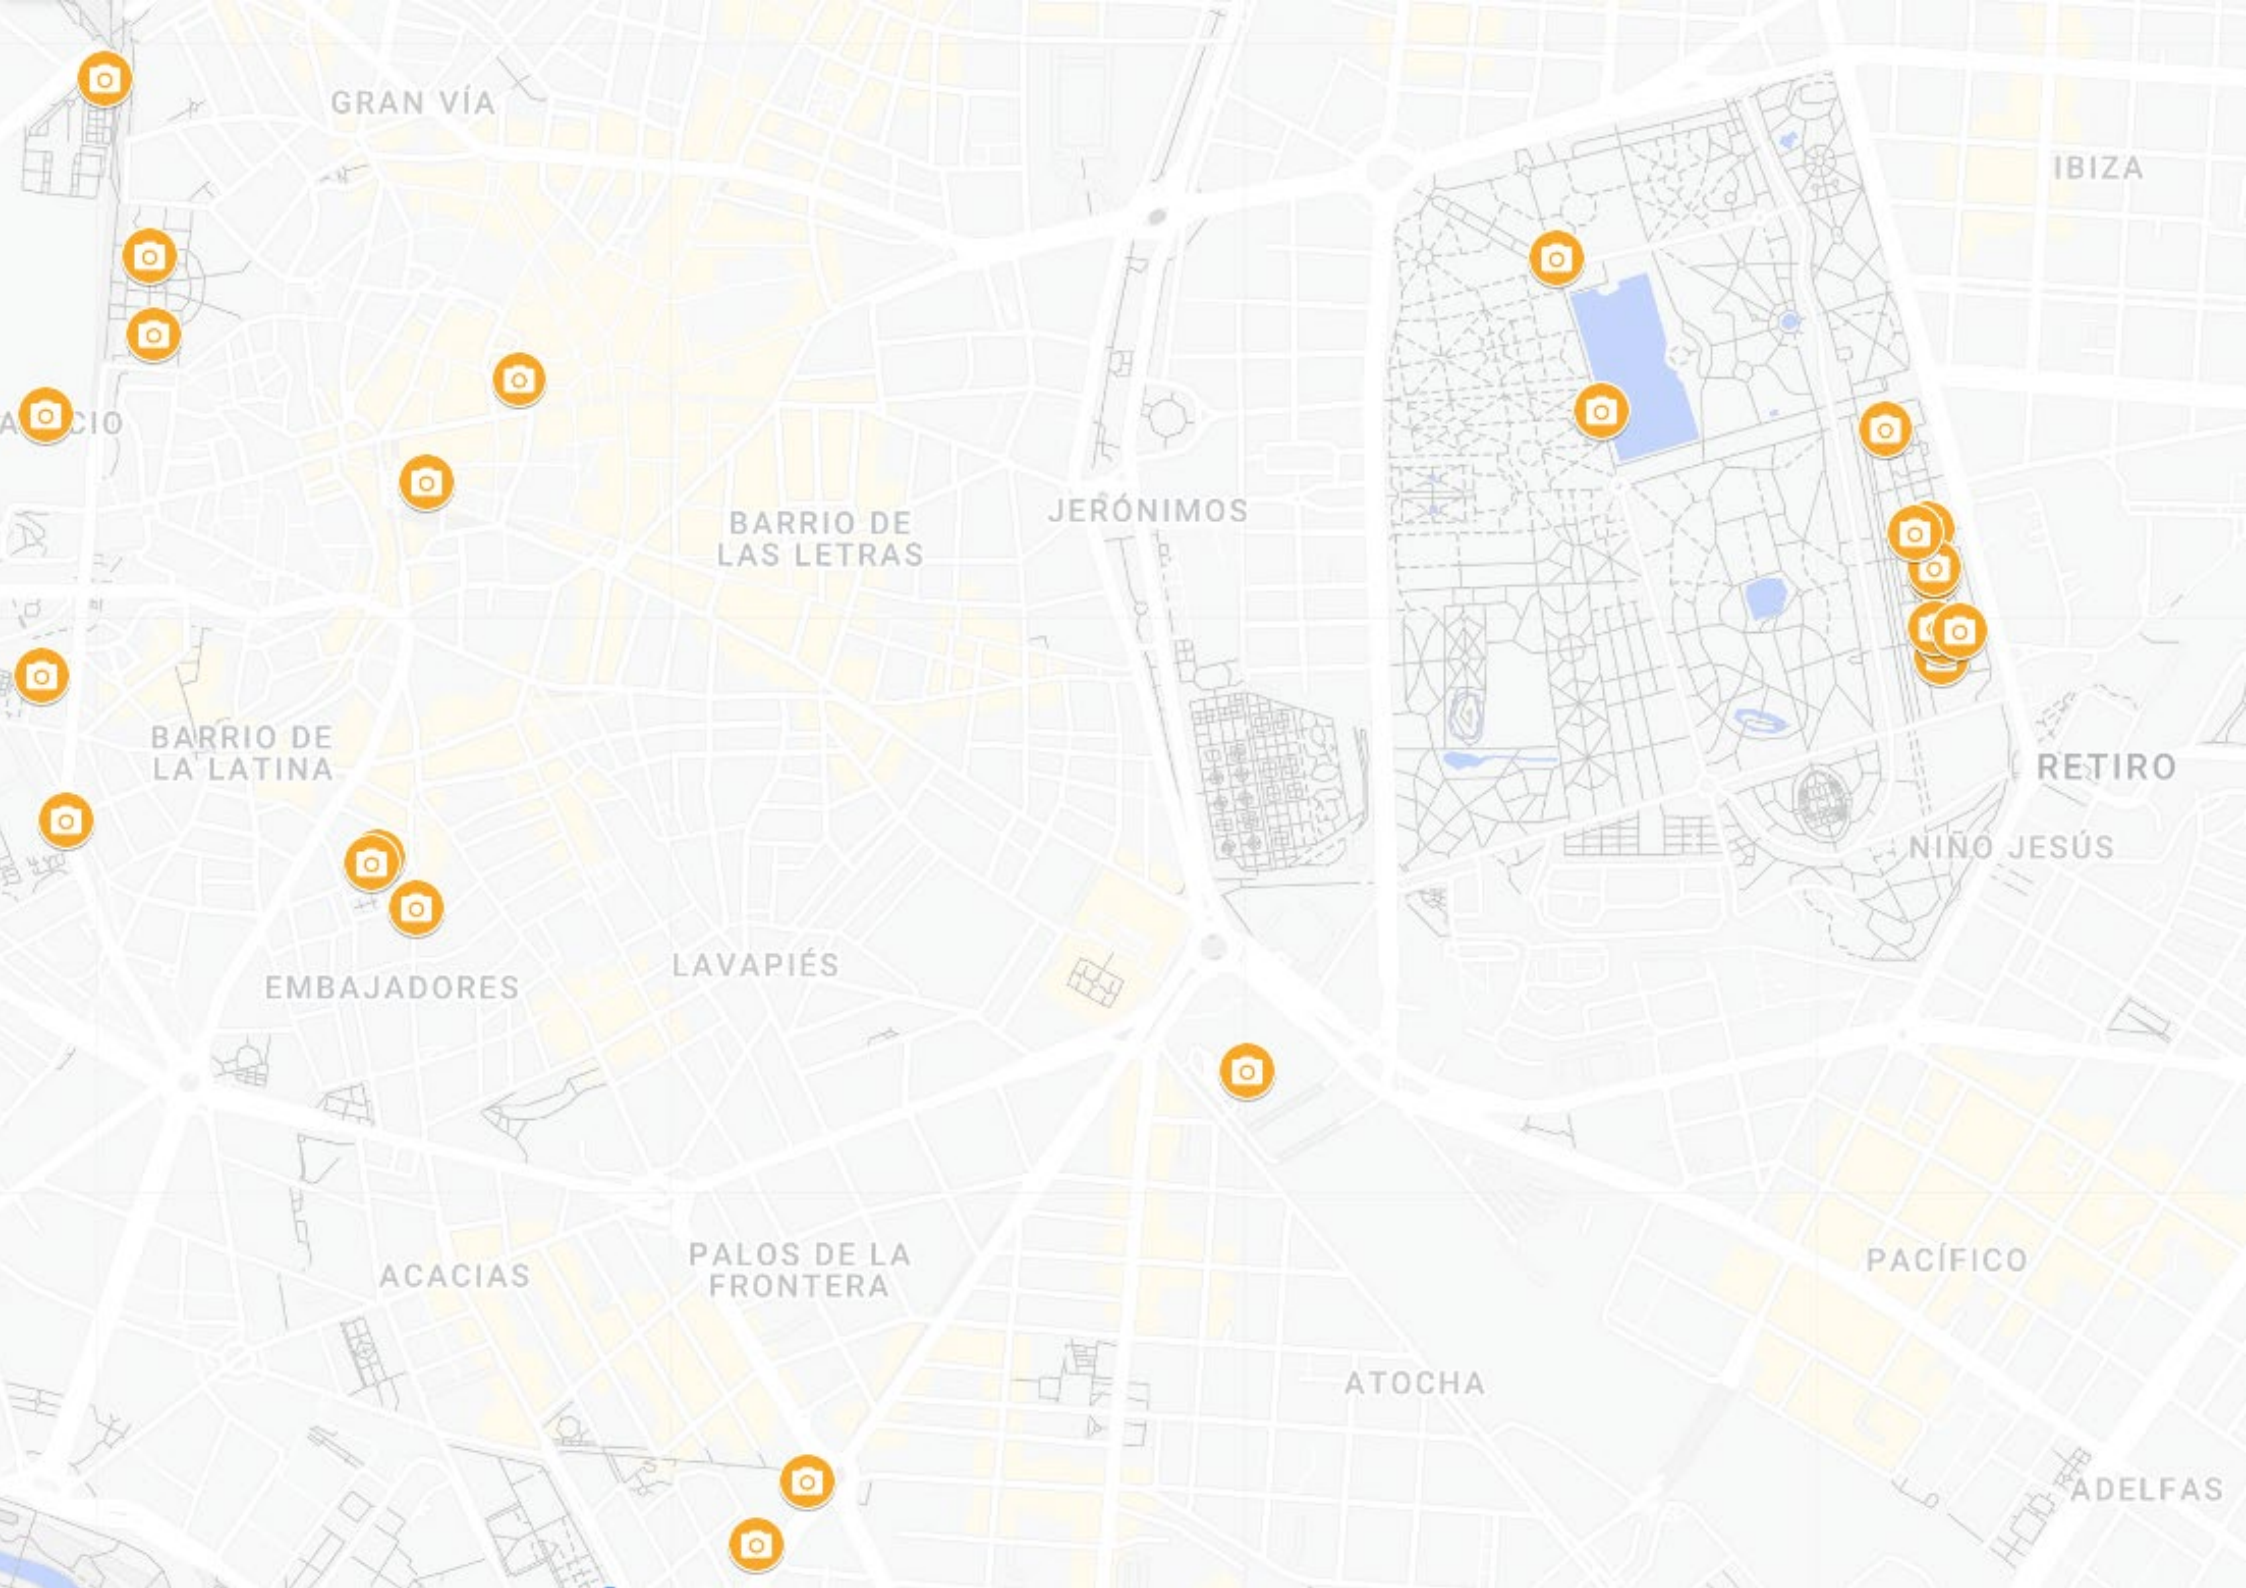 GRAN VÍA
IBIZA
BARRIO DE
LAS LETRAS
JERÓNIMOS
BARRIO DE
LA LATINA
RETIRO
NIÑO JESÚS
LAVAPIÉS
EMBAJADORES
PALOS DE LA
FRONTERA
ACACIAS
PACÍFICO
ATOCHA
ADELFAS